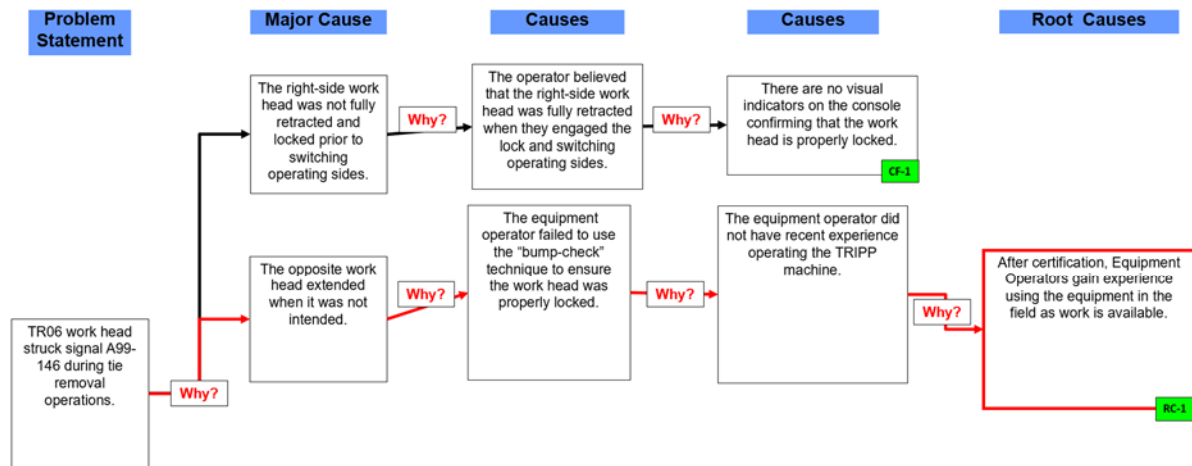 Problem
Statement
Major Cause
Causes
Causes
Root Causes
The right-side work
head was not fully
retracted and
locked prior to
switching
operating sides.
Why?
The operator believed
that the right-side work
head was fully retracted
when they engaged the
lock and switching
operating sides.
Why?
There are no visual
indicators on the console
confirming that the work
head is properly locked.
CF-1
TR06 work head
struck signal A99-
146 during tie
removal
operations.
Why?
The opposite work
head extended when it was not
intended.
Why?
The equipment
operator failed to use
the “bump-check”
technique to ensure
the work head was
properly locked.
Why?
The equipment operator did
not have recent experience
operating the TRIPP
machine.
Why?
After certification, Equipment
Operators gain experience
using the equipment in the
field as work is available.
RC-1